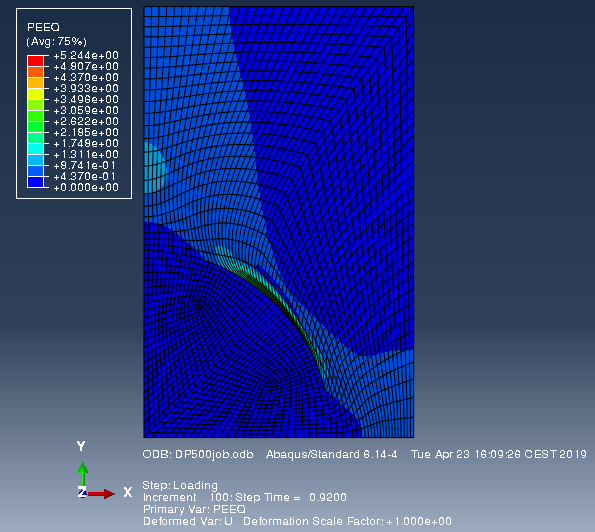 PEEQ
(Avg: 75%)
+5.244e+00
+4.807e+00
+4.370e+00
+3.933e+00
+3.496e+00
+3.059e+00
+2.622e+00
+2.185e+00
+1.748e+00
+1.311e+00
+9.741e-01
+4.370e-01
+0.000e+00
Y
Z
X
ODB: DP500job.odb Abaqus/Standard 6.14-4 Tue Apr 23 16:09:26 CEST 2019
Step: Loading
Increment 100: Step Time = 0.9200
Primary Var: PEEQ
Deformed Var: U Deformation Scale Factor: +1.000e+00